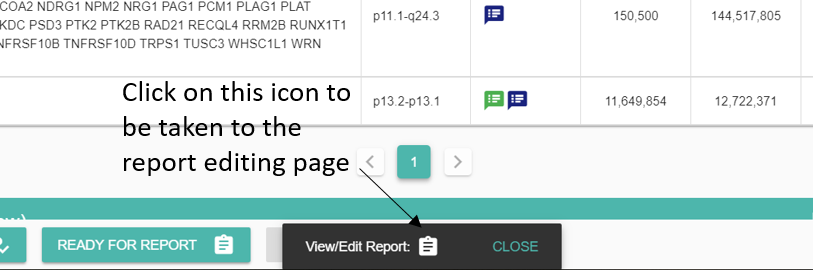 COA2 NDRG1 NPM2 NRG1 PAG1 PCM1 PLAG1 PLAT
KDC PSD3 PTK2 PTK2B RAD21 RECQL4 RRM2B RUNX1T1
NFRSF10B TNFRSF10D TRPS1 TUSC3 WHSC1L1 WRN
p11.1-q24.3 150,500 144,517,805
p13.2-p13.1 11,649,854 12,722,371
Click on this icon to
be taken to the
report editing page
1
READY FOR REPORT
View/Edit Report: CLOSE